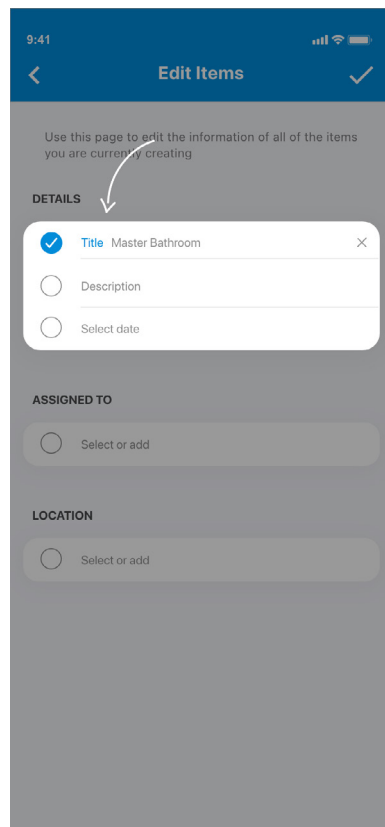 9:41
Edit Items
Use this page to edit the information of all of the items
you are currently creating
DETAILS
Title Master Bathroom
Description
Select date
ASSIGNED TO
Select or add
LOCATION
Select or add